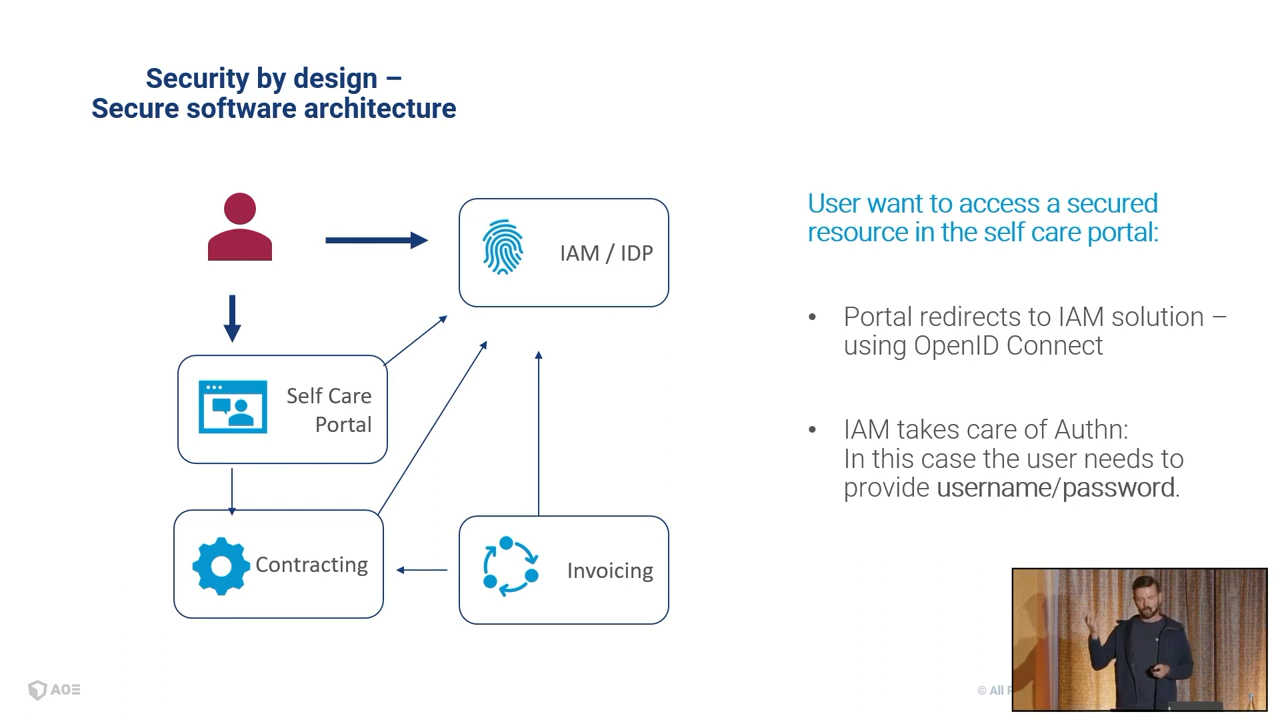 Security by design –
Secure software architecture
IAM / IDP
Self Care
Portal
Contracting
Invoicing
User want to access a secured
resource in the self care portal:
• Portal redirects to IAM solution –
using OpenID Connect
• IAM takes care of Authn:
In this case the user needs to
provide username/password.
AOE
© All